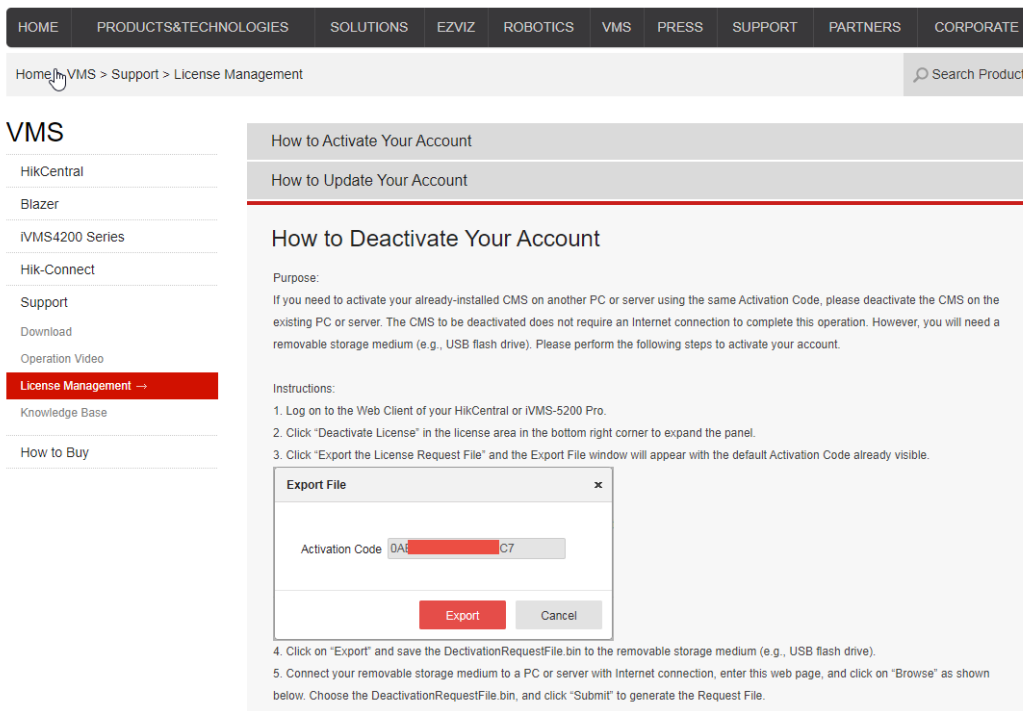 HOME PRODUCTS&TECHNOLOGIES SOLUTIONS EZVIZ ROBOTICS VMS PRESS SUPPORT PARTNERS CORPORATE
Home VMS > Support > License Management
Search Product
VMS
HikCentral
Blazer
iVMS4200 Series
Hik-Connect
Support
Download
Operation Video
License Management →
Knowledge Base
How to Buy
How to Activate Your Account
How to Update Your Account
How to Deactivate Your Account
Purpose:
If you need to activate your already-installed CMS on another PC or server using the same Activation Code, please deactivate the CMS on the
existing PC or server. The CMS to be deactivated does not require an Internet connection to complete this operation. However, you will need a
removable storage medium (e.g., USB flash drive). Please perform the following steps to activate your account.
Instructions:
1. Log on to the Web Client of your HikCentral or iVMS-5200 Pro.
2. Click “Deactivate License” in the license area in the bottom right corner to expand the panel.
3. Click “Export the License Request File” and the Export File window will appear with the default Activation Code already visible.
Export File x
Activation Code 0AE C7
Export Cancel
4. Click on “Export” and save the DectivationRequestFile.bin to the removable storage medium (e.g., USB flash drive).
5. Connect your removable storage medium to a PC or server with Internet connection, enter this web page, and click on “Browse” as shown
below. Choose the DeactivationRequestFile.bin, and click “Submit” to generate the Request File.